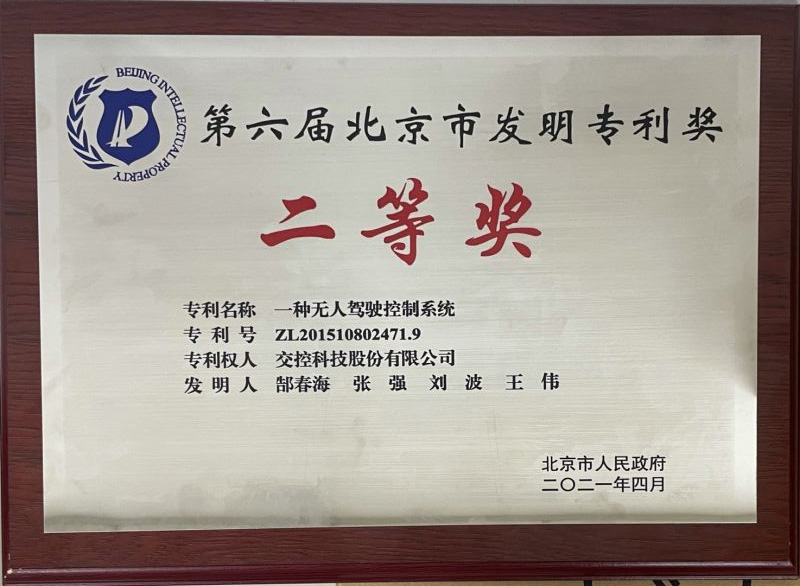 BEIJING INTELLECTUAL PROPERTY
第六届北京市发明专利奖
二等奖
专利名称 一种无人驾驶控制系统
专利号 ZL201510802471.9
专利权人 交控科技股份有限公司
发明人 郜春海 张强 刘波 王伟
北京市人民政府
二〇二一年四月